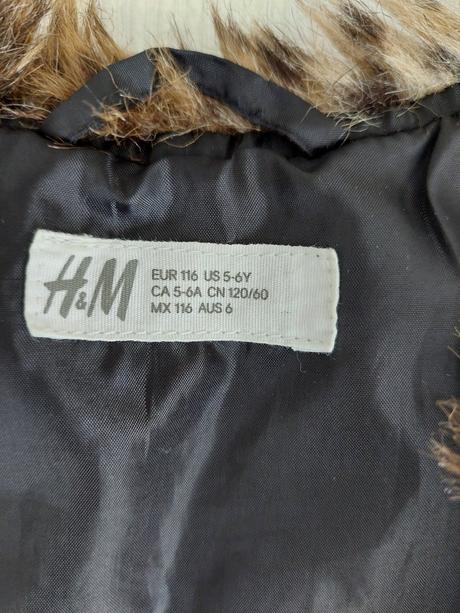 H&M
EUR 116 US 5-6Y
CA 5-6A CN 120/60
MX 116 AUS 6